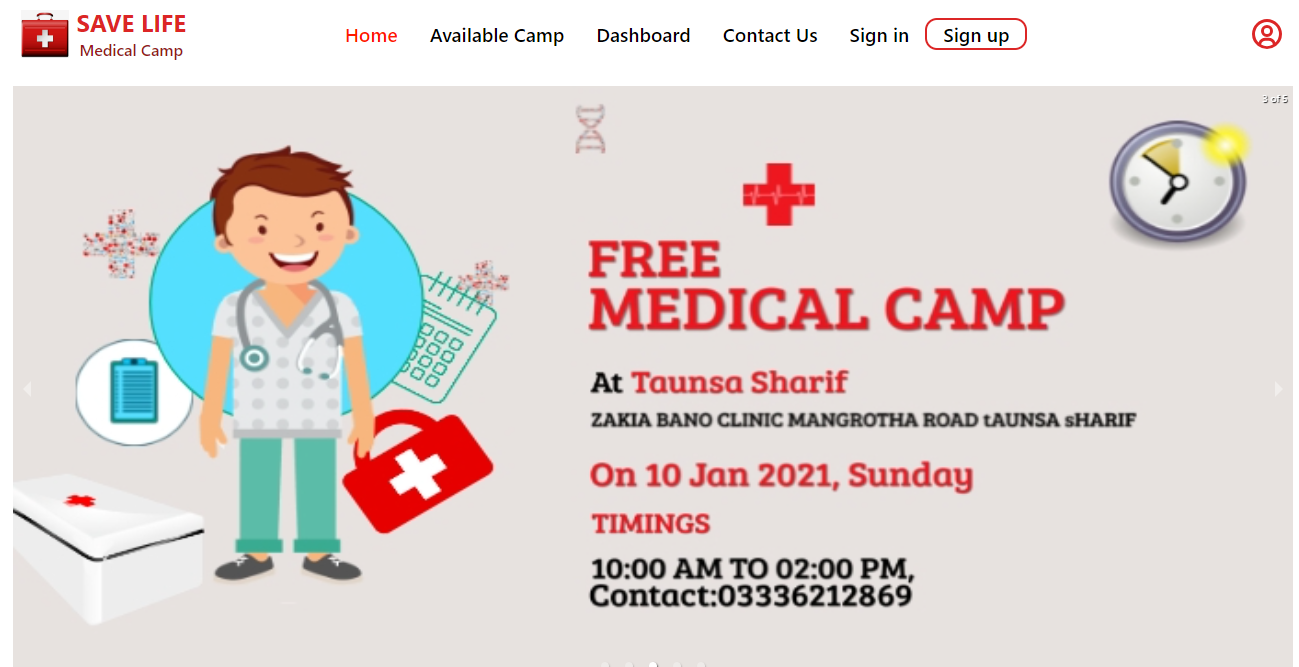 SAVE LIFE
Medical Camp
Home Available Camp Dashboard Contact Us Sign in Sign up
3 of 5
FREE
MEDICAL CAMP
At Taunsa Sharif
ZAKIA BANO CLINIC MANGROTHA ROAD tAUNSA sHARIF
On 10 Jan 2021, Sunday
TIMINGS
10:00 AM TO 02:00 PM,
Contact:03336212869